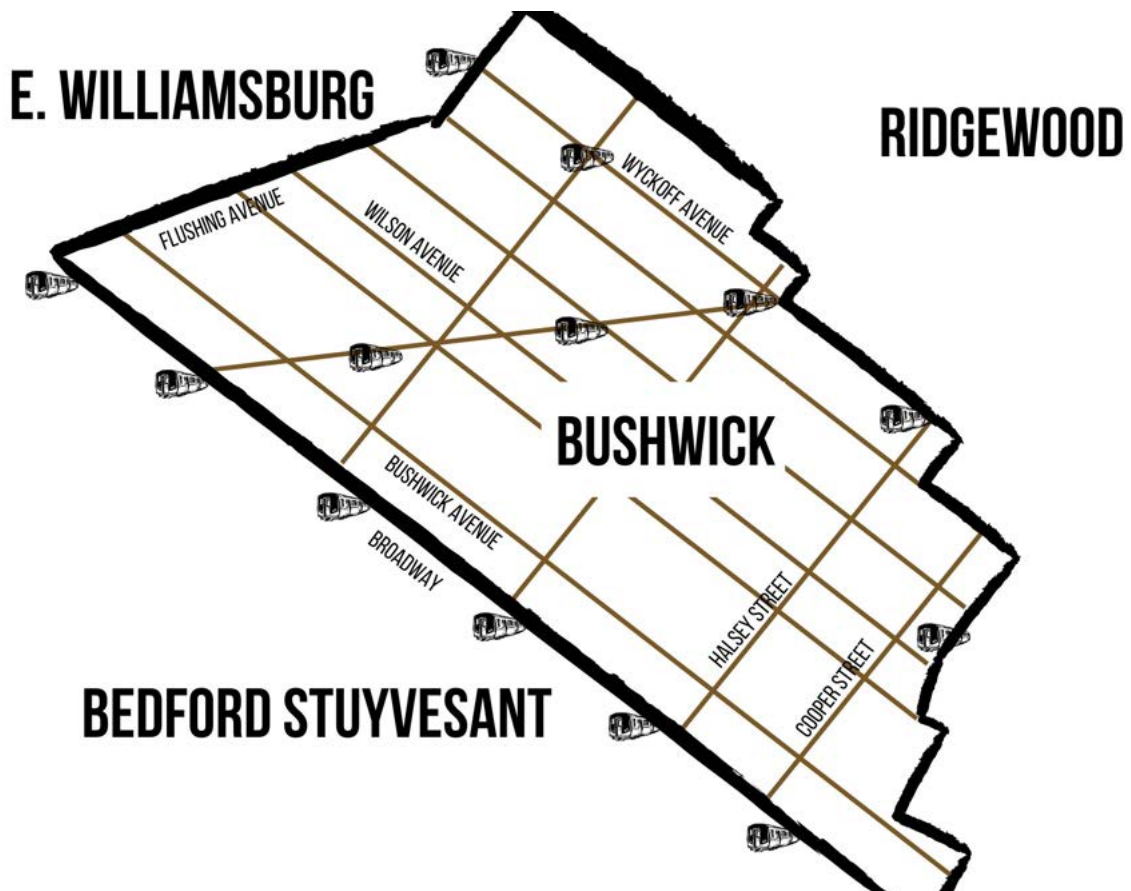 E. WILLIAMSBURG
RIDGEWOOD
WYCKOFF AVENUE
FLUSHING AVENUE
WILSON AVENUE
BUSHWICK
BUSHWICK AVENUE
BROADWAY
HALSEY STREET
COOPER STREET
BEDFORD STUYVESANT